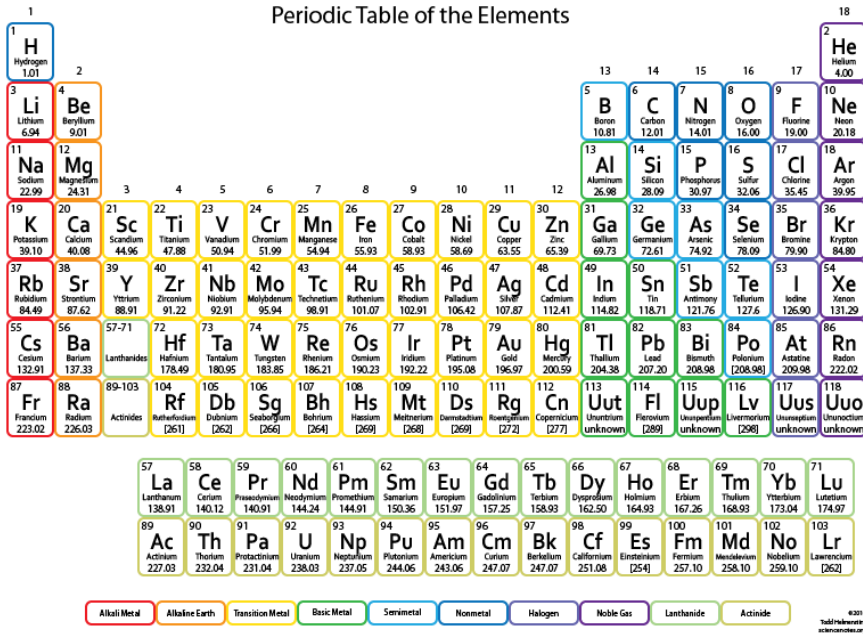 Periodic Table of the Elements
1 18
1 2
H He
Hydrogen Helium
1.01 4.00
2 13 14 15 16 17
3 4 5 6 7 8 9 10
Li Be B C N O F Ne
Lithium Beryllium Boron Carbon Nitrogen Oxygen Fluorine Neon
6.94 9.01 10.81 12.01 14.01 16.00 19.00 20.18
11 12 13 14 15 16 17 18
Na Mg Al Si P S Cl Ar
Sodium Magnesium Aluminum Silicon Phosphorus Sulfur Chlorine Argon
22.99 24.31 26.98 28.09 30.97 32.06 35.45 39.95
3 4 5 6 7 8 9 10 11 12
19 20 21 22 23 24 25 26 27 28 29 30 31 32 33 34 35 36
K Ca Sc Ti V Cr Mn Fe Co Ni Cu Zn Ga Ge As Se Br Kr
Potassium Calcium Scandium Titanium Vanadium Chromium Manganese Iron Cobalt Nickel Copper Zinc Gallium Germanium Arsenic Selenium Bromine Krypton
39.10 40.08 44.96 47.88 50.94 51.99 54.94 55.93 58.93 58.69 63.55 65.39 69.73 72.61 74.92 78.09 79.90 84.80
37 38 39 40 41 42 43 44 45 46 47 48 49 50 51 52 53 54
Rb Sr Y Zr Nb Mo Tc Ru Rh Pd Ag Cd In Sn Sb Te I Xe
Rubidium Strontium Yttrium Zirconium Niobium Molybdenum Technetium Ruthenium Rhodium Palladium Silver Cadmium Indium Tin Antimony Tellurium Iodine Xenon
84.49 87.62 88.91 91.22 92.91 95.94 98.91 101.07 102.91 106.42 107.87 112.41 114.82 118.71 121.76 127.6 126.90 131.29
55 56 57-71 72 73 74 75 76 77 78 79 80 81 82 83 84 85 86
Cs Ba Hf Ta W Re Os Ir Pt Au Hg Tl Pb Bi Po At Rn
Cesium Barium Lanthanides Hafnium Tantalum Tungsten Rhenium Osmium Iridium Platinum Gold Mercury Thallium Lead Bismuth Polonium Astatine Radon
132.91 137.33 178.49 180.95 183.85 186.21 190.23 192.22 195.08 196.97 200.59 204.38 207.20 208.98 [208.98] 209.98 222.02
87 88 89-103 104 105 106 107 108 109 110 111 112 113 114 115 116 117 118
Fr Ra Rf Db Sg Bh Hs Mt Ds Rg Cn Uut Fl Uup Lv Uus Uuo
Francium Radium Actinides Rutherfordium Dubnium Seaborgium Bohrium Hassium Meitnerium Darmstadtium Roentgenium Copernicium Ununtrium Flerovium Ununpentium Livermorium Ununseptium Ununoctium
223.02 226.03 [261] [262] [266] [264] [269] [268] [269] [272] [277] unknown [289] unknown [298] unknown unknown
57 58 59 60 61 62 63 64 65 66 67 68 69 70 71
La Ce Pr Nd Pm Sm Eu Gd Tb Dy Ho Er Tm Yb Lu
Lanthanum Cerium Neodymium Promethium Samarium Europium Gadolinium Terbium Dysprosium Holmium Erbium Thulium Ytterbium Lutetium
138.91 140.12 140.91 144.24 144.91 150.36 151.97 157.25 158.93 162.50 164.93 167.26 168.93 173.04 174.97
89 90 91 92 93 94 95 96 97 98 99 100 101 102 103
Ac Th Pa U Np Pu Am Cm Bk Cf Es Fm Md No Lr
Actinium Thorium Protactinium Uranium Neptunium Plutonium Americium Curium Berkelium Californium Einsteinium Fermium Mendelevium Nobelium Lawrencium
227.03 232.04 231.04 238.03 237.05 244.06 243.06 247.07 247.07 251.08 [254] 257.10 258.10 259.10 [262]
Alkali Metal Alkaline Earth Transition Metal Basic Metal Semimetal Nonmetal Halogen Noble Gas Lanthanide Actinide
Todd